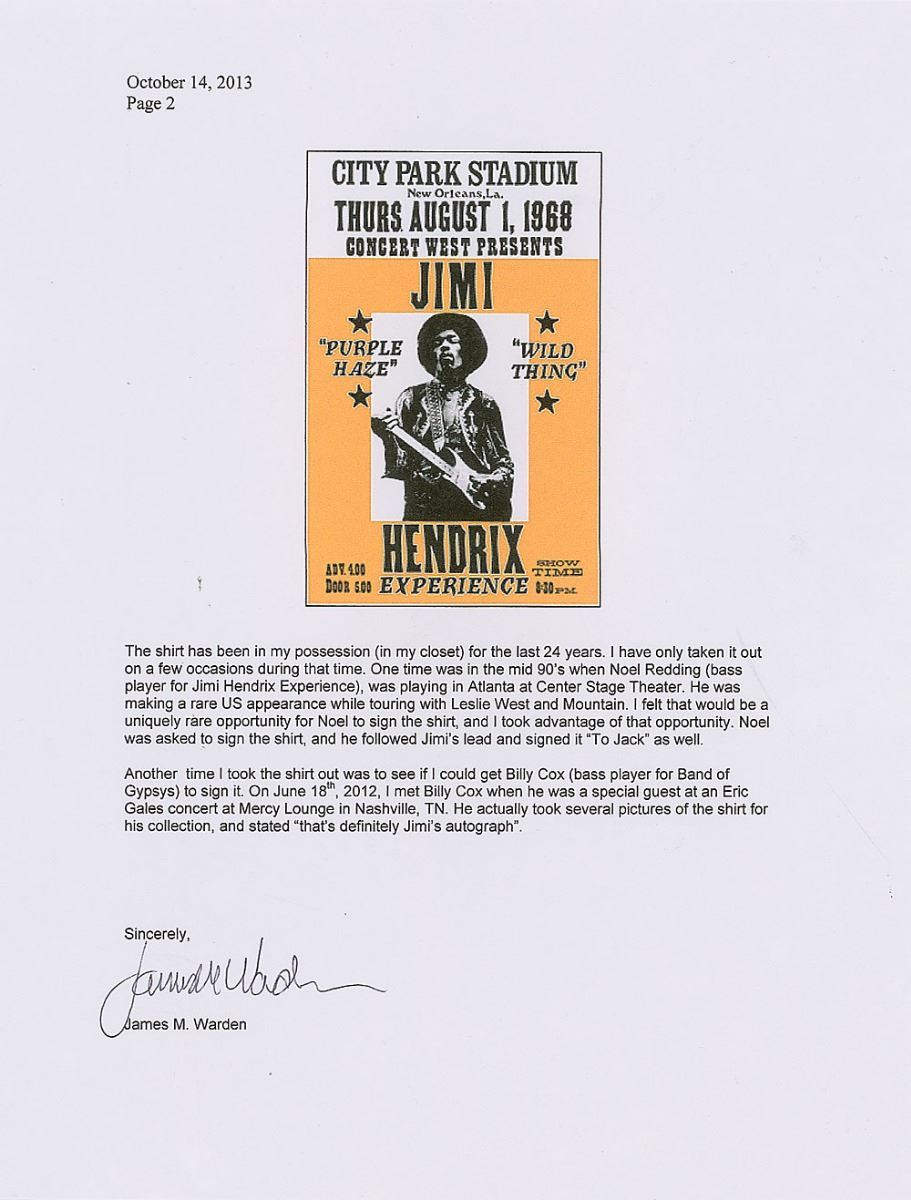 October 14, 2013
Page 2
CITY PARK STADIUM
New Orleans,La.
THURS. AUGUST 1, 1968
CONCERT WEST PRESENTS
JIMI
"PURPLE HAZE"
"WILD THING"
HENDRIX
EXPERIENCE
ADV. 4.00
DOOR 5.00
SHOW TIME
8:30 P.M.
The shirt has been in my possession (in my closet) for the last 24 years. I have only taken it out
on a few occasions during that time. One time was in the mid 90's when Noel Redding (bass
player for Jimi Hendrix Experience), was playing in Atlanta at Center Stage Theater. He was
making a rare US appearance while touring with Leslie West and Mountain. I felt that would be a
uniquely rare opportunity for Noel to sign the shirt, and I took advantage of that opportunity. Noel
was asked to sign the shirt, and he followed Jimi's lead and signed it "To Jack" as well.
Another time I took the shirt out was to see if I could get Billy Cox (bass player for Band of
Gypsys) to sign it. On June 18th, 2012, I met Billy Cox when he was a special guest at an Eric
Gales concert at Mercy Lounge in Nashville, TN. He actually took several pictures of the shirt for
his collection, and stated "that's definitely Jimi's autograph".
Sincerely,
James M Warden
James M. Warden